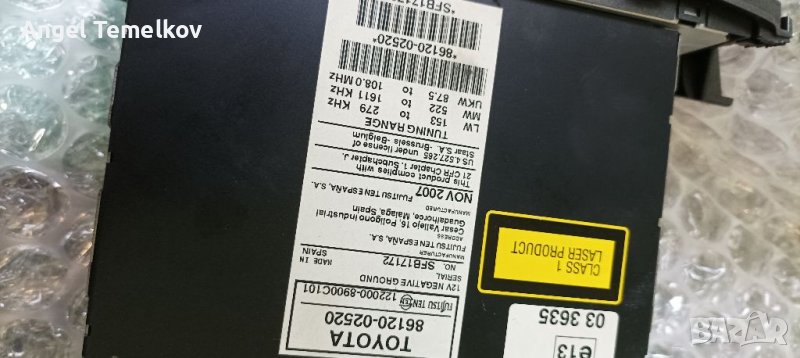 Angel Temelkov
TOYOTA
86120-02520
FUJITSU TEN 122000-8900C101
12V NEGATIVE GROUND
SERIAL
NO. SFB17172
MADE IN
SPAIN
MANUFACTURER
FUJITSU TEN ESPAÑA, S.A.
ADDRESS
Cesar Vallejo 16, Poligono Industrial
Guadalhorce, Malaga, Spain
MANUFACTURED
NOV 2007 FUJITSU TEN ESPAÑA, S.A.
This product complies with
21 CFR Chapter 1. Subchapter J.
US.4.527.265 under license of
Staar S.A. -Brussels -Belgium
TUNING RANGE
LW 153 to 279 KHz
MW 522 to 1611 KHz
UKW 87.5 to 108.0 MHz
*86120-02520*
CLASS 1
LASER PRODUCT
e13
03 3635
bazar.bg